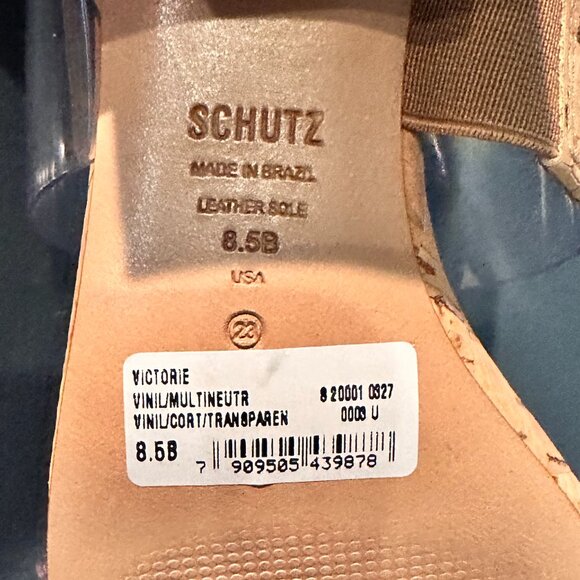 SCHUTZ
MADE IN BRAZIL
LEATHER SOLE
8.5B
USA
23
VICTORIE
VINIL/MULTINEUTR 8 20001 0327
VINIL/CORT/TRANSPAREN 0003 U
8.5B
7 909505 439878